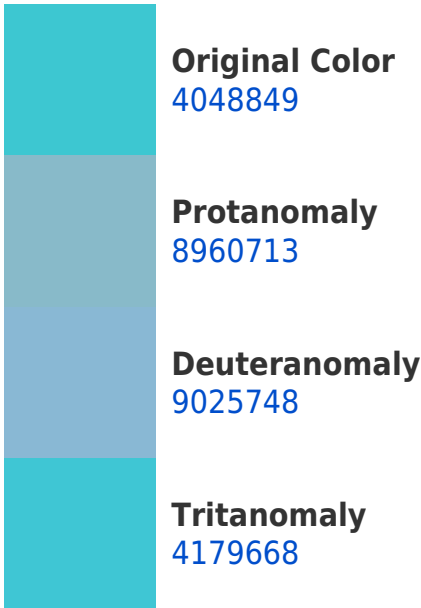 Original Color
4048849
Protanomaly
8960713
Deuteranomaly
9025748
Tritanomaly
4179668